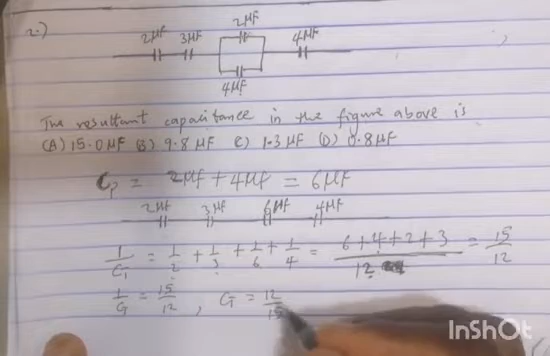 2.)
2μF 3μF 2μF 4μF
4μF
The resultant capacitance in the figure above is
(A) 15.0μF B) 9.8μF C) 1.3μF (D) 0.8μF
Cp = 2μF + 4μF = 6μF
2μF 3μF 6μF 4μF
1/CT = 1/2 + 1/3 + 1/6 + 1/4 = 6+4+2+3/12 = 15/12
1/CT = 15/12 , CT = 12/15
InShOt